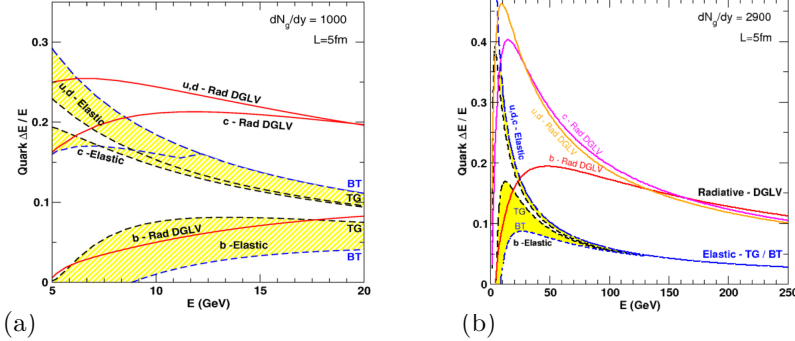 dN_g/dy = 1000
L=5fm
0.3
0.2
0.1
0
Quark ΔE / E
u,d - Rad DGLV
u,d - Elastic
c - Rad DGLV
c -Elastic
BT
TG
TG
b - Rad DGLV
b -Elastic
BT
5
10
15
20
E (GeV)
(a)
dN_g/dy = 2900
L=5fm
0.4
0.3
0.2
0.1
0
Quark ΔE / E
u,d,c - Elastic
u,d - Rad DGLV
c - Rad DGLV
b - Rad DGLV
Radiative - DGLV
TG
BT
b -Elastic
Elastic - TG / BT
0
50
100
150
200
250
E (GeV)
(b)